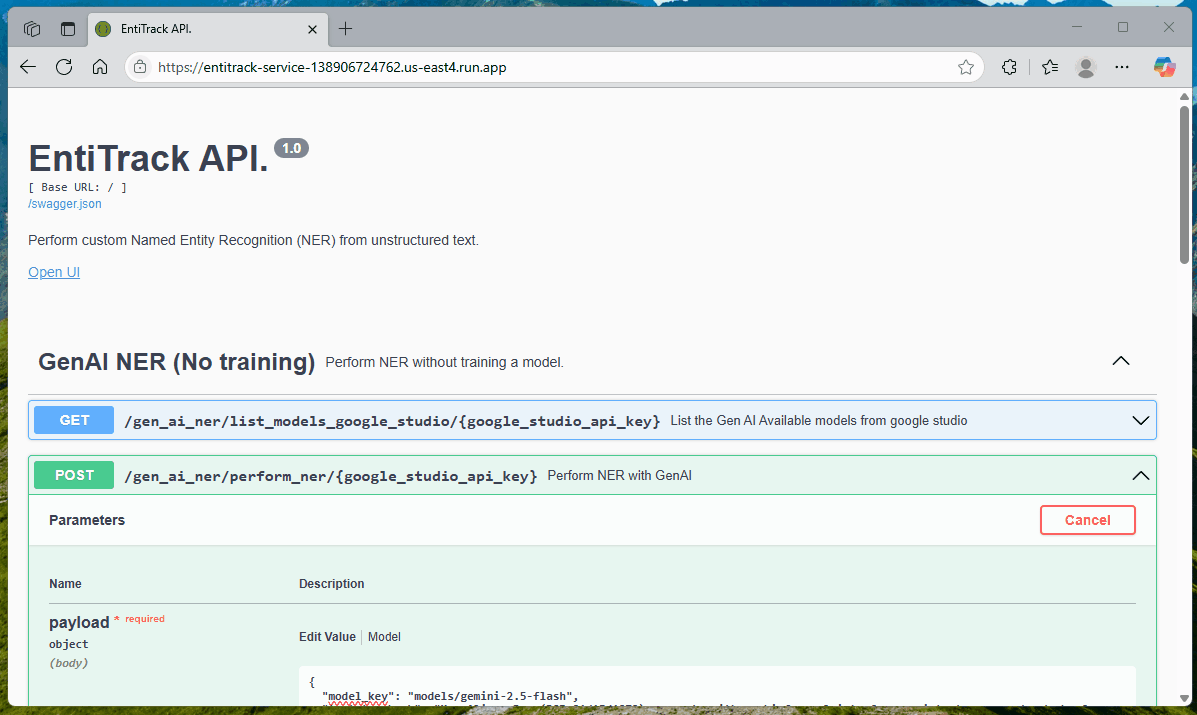 EntiTrack API.
https://entitrack-service-138906724762.us-east4.run.app
EntiTrack API. 1.0
[ Base URL: / ]
/swagger.json
Perform custom Named Entity Recognition (NER) from unstructured text.
Open UI
GenAI NER (No training) Perform NER without training a model.
GET /gen_ai_ner/list_models_google_studio/{google_studio_api_key} List the Gen AI Available models from google studio
POST /gen_ai_ner/perform_ner/{google_studio_api_key} Perform NER with GenAI
Parameters Cancel
Name Description
payload * required
object
(body)
Edit Value Model
{
"model_key": "models/gemini-2.5-flash",